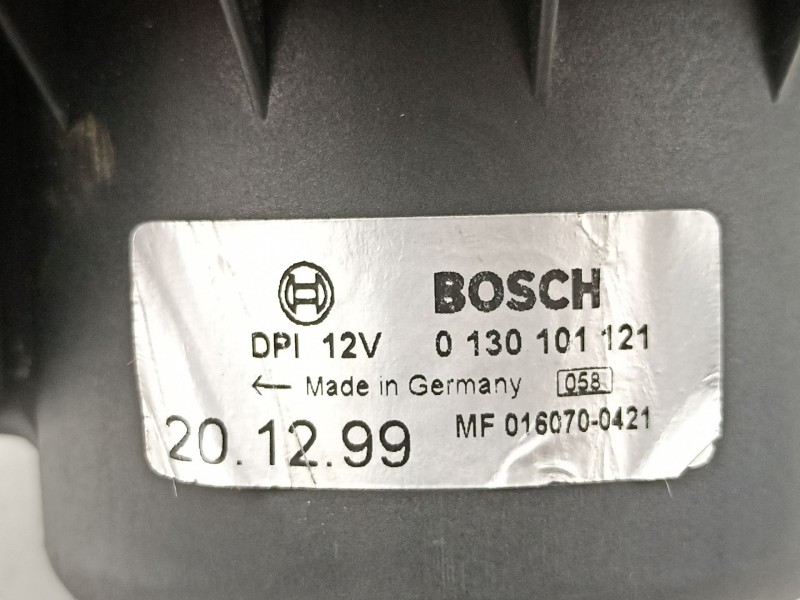 BOSCH
DPI 12V 0 130 101 121
← Made in Germany 058
20.12.99 MF 016070-0421